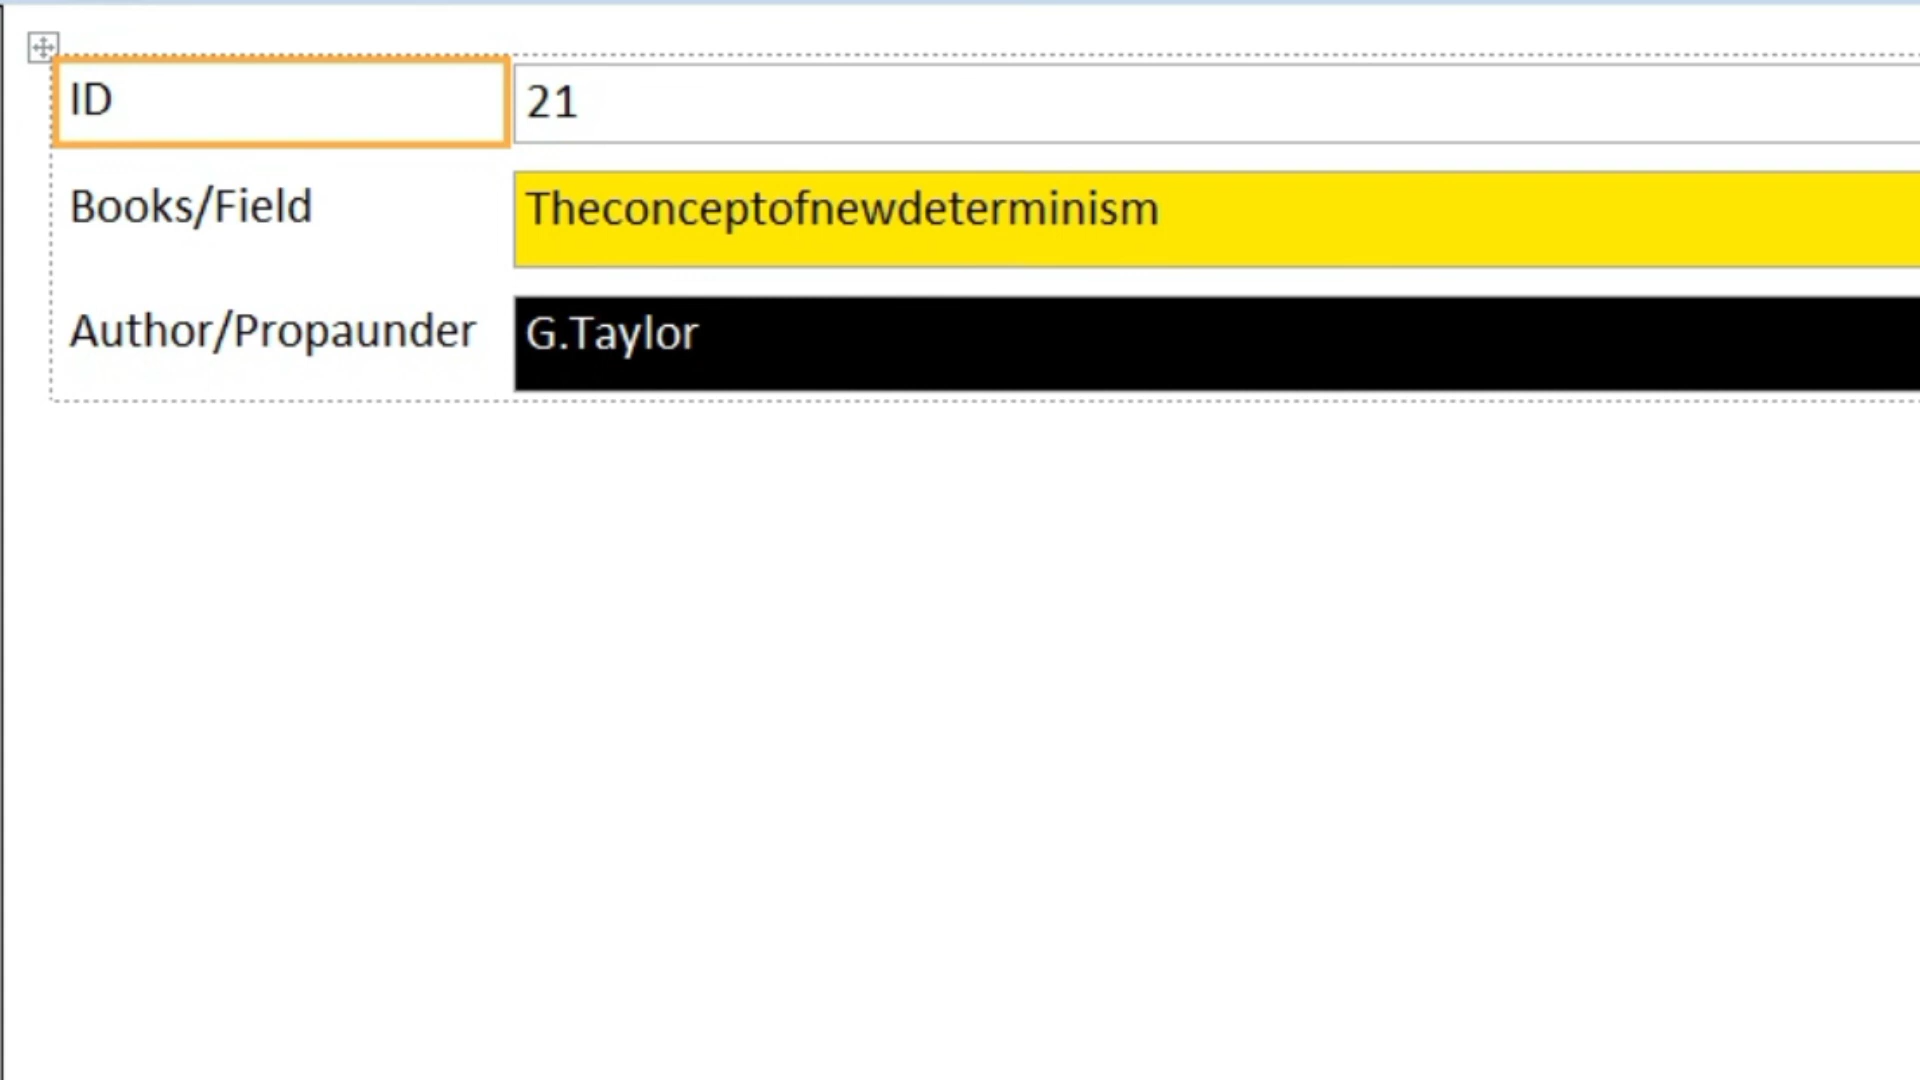 ID 21
Books/Field Theconceptofnewdeterminism
Author/Propaunder G.Taylor